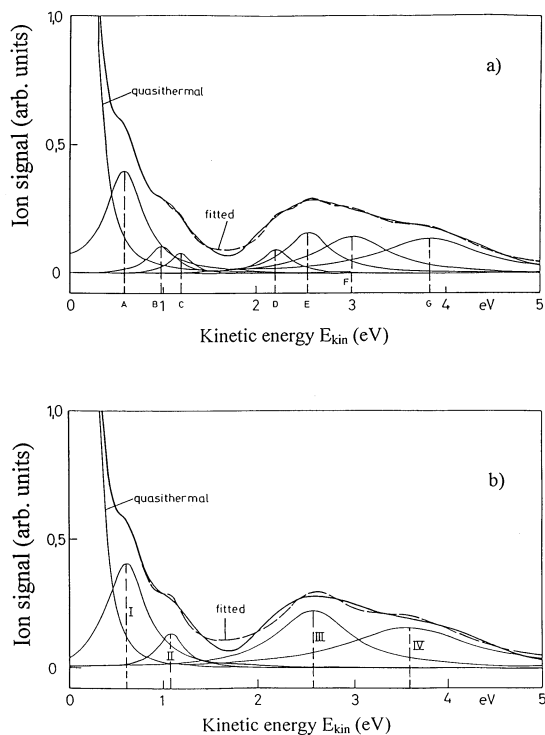 1,0
a)
quasithermal
Ion signal (arb. units)
0,5
fitted
0
F
0 A B 1 C 2 D E 3 G 4 eV 5
Kinetic energy Ekin (eV)
1,0
b)
quasithermal
Ion signal (arb. units)
0,5
fitted
I
II
III
IV
0
0 1 2 3 4 eV 5
Kinetic energy Ekin (eV)